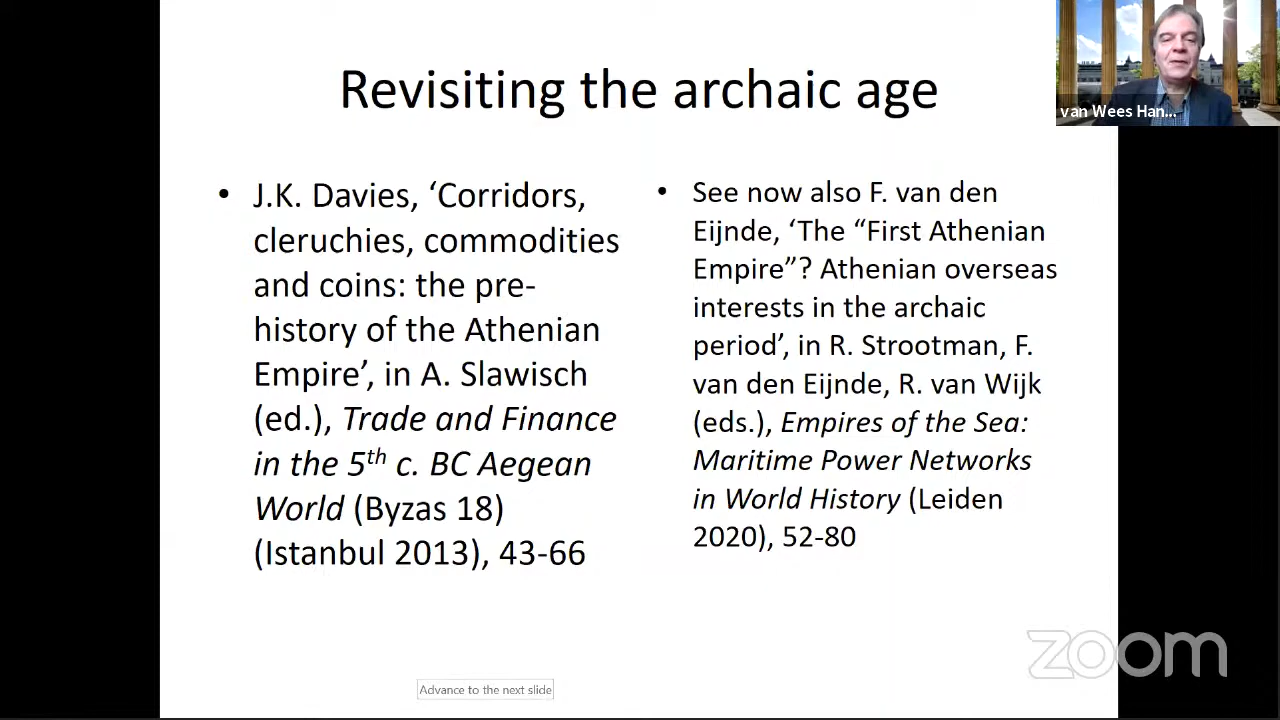 Revisiting the archaic age
van Wees Han...
• J.K. Davies, ‘Corridors,
cleruchies, commodities
and coins: the pre-
history of the Athenian
Empire’, in A. Slawisch
(ed.), Trade and Finance
in the 5th c. BC Aegean
World (Byzas 18)
(Istanbul 2013), 43-66
• See now also F. van den
Eijnde, ‘The “First Athenian
Empire”? Athenian overseas
interests in the archaic
period’, in R. Strootman, F.
van den Eijnde, R. van Wijk
(eds.), Empires of the Sea:
Maritime Power Networks
in World History (Leiden
2020), 52-80
zoom
Advance to the next slide